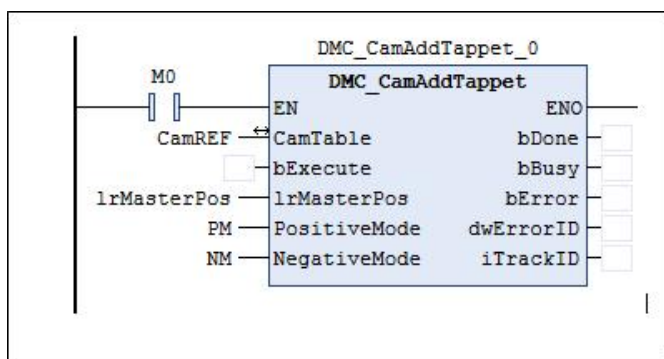 DMC_CamAddTappet_0
M0
DMC_CamAddTappet
EN ENO
CamREF CamTable bDone
bExecute bBusy
lrMasterPos lrMasterPos bError
PM PositiveMode dwErrorID
NM NegativeMode iTrackID